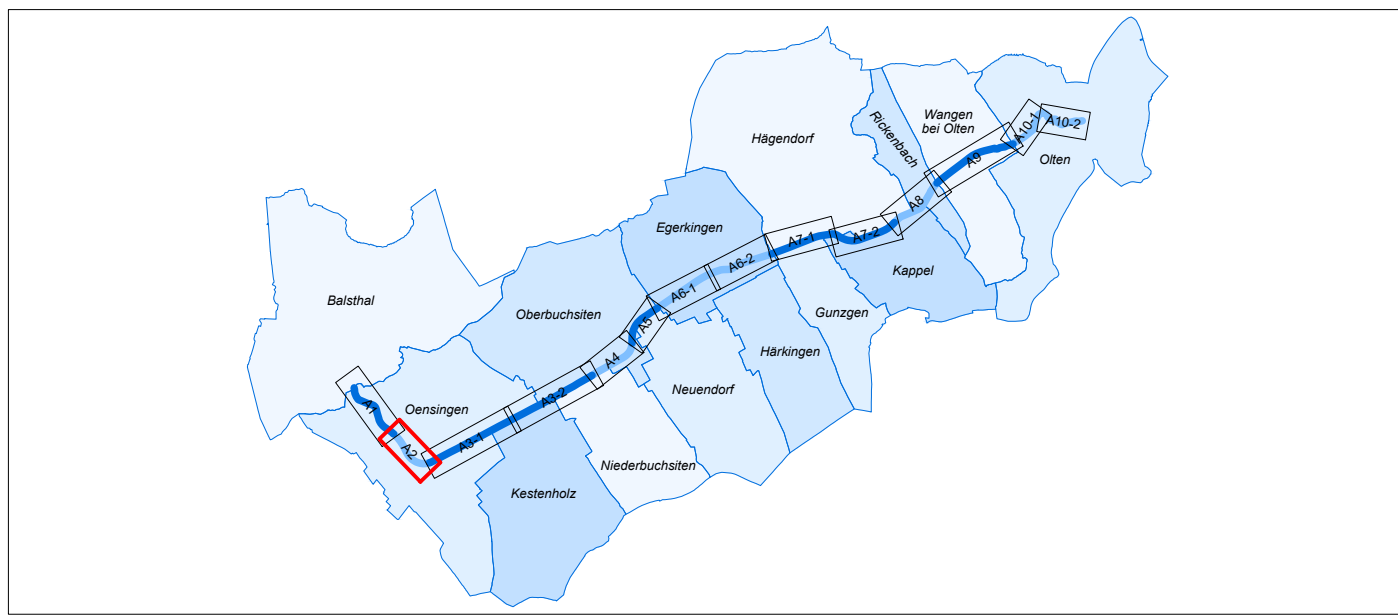 Wangen
bei Olten
Rickenbach
A10-1
A10-2
Hägendorf
Olten
A9
A8
Egerkingen
A7-1
A7-2
A6-2
Kappel
Balsthal
A6-1
Oberbuchsiten
Gunzgen
A5
Härkingen
A4
Neuendorf
A3-2
Oensingen
A1
A3-1
A2
Niederbuchsiten
Kestenholz